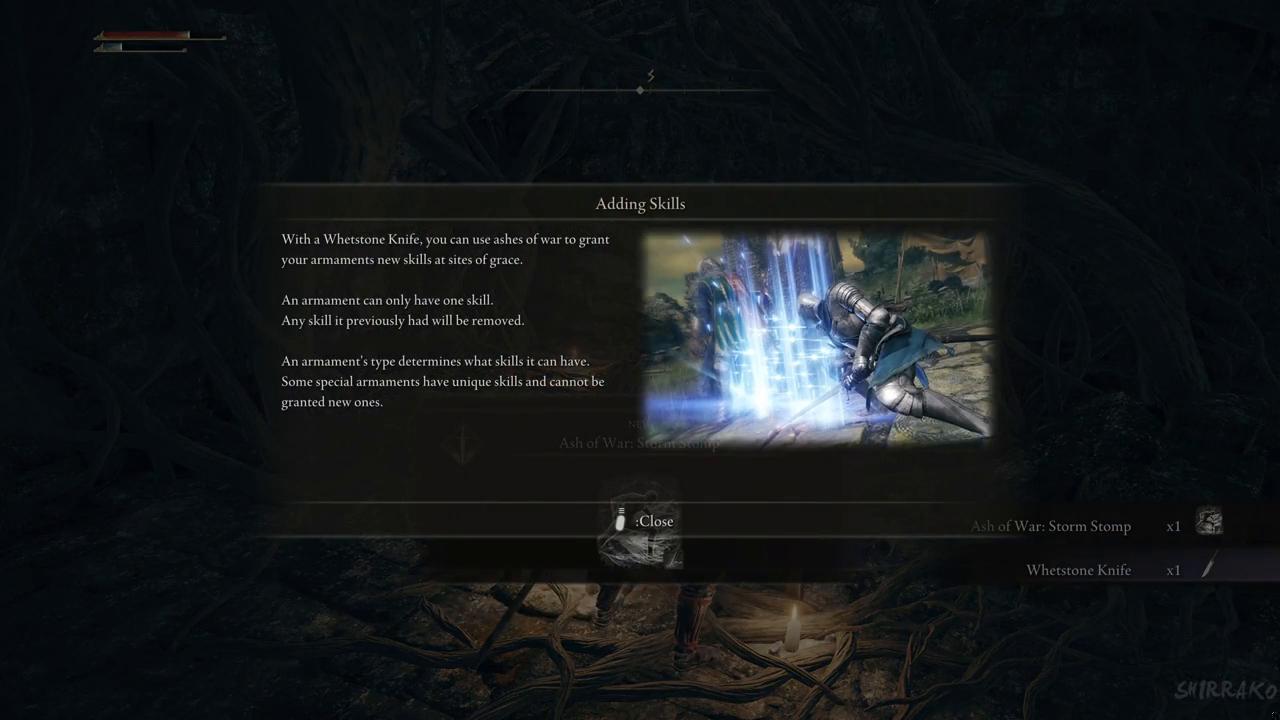 Adding Skills
With a Whetstone Knife, you can use ashes of war to grant
your armaments new skills at sites of grace.
An armament can only have one skill.
Any skill it previously had will be removed.
An armament's type determines what skills it can have.
Some special armaments have unique skills and cannot be
granted new ones.
Ash of War: Storm Stomp
:Close
Ash of War: Storm Stomp x1
Whetstone Knife x1
SHIRRAKO